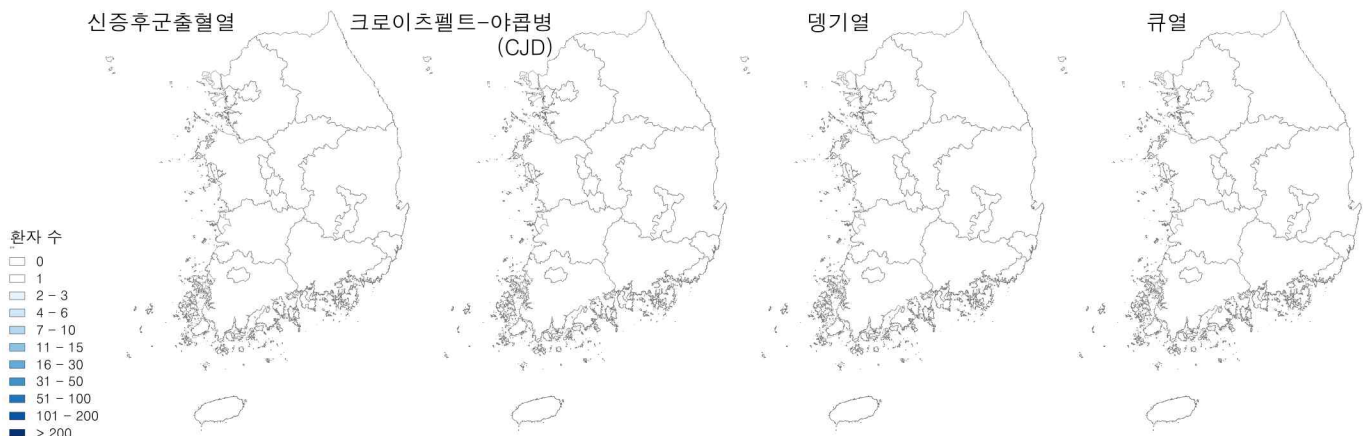 신증후군출혈열
크로이츠펠트-야콥병
(CJD)
뎅기열
큐열
환자 수
0
1
2 - 3
4 - 6
7 - 10
11 - 15
16 - 30
31 - 50
51 - 100
101 - 200
> 200